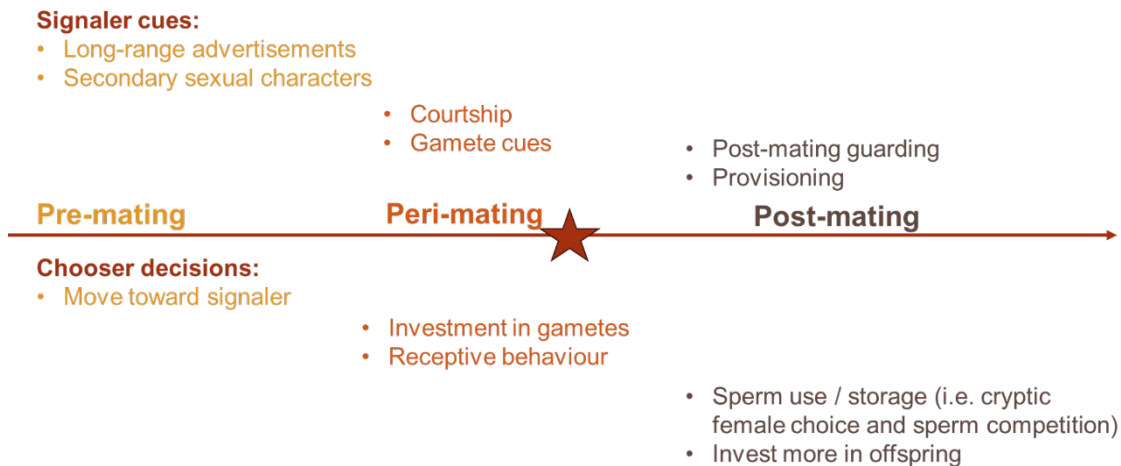 Signaler cues:
• Long-range advertisements
• Secondary sexual characters
• Courtship
• Gamete cues
• Post-mating guarding
• Provisioning
Pre-mating
Peri-mating
Post-mating
Chooser decisions:
• Move toward signaler
• Investment in gametes
• Receptive behaviour
• Sperm use / storage (i.e. cryptic
female choice and sperm competition)
• Invest more in offspring